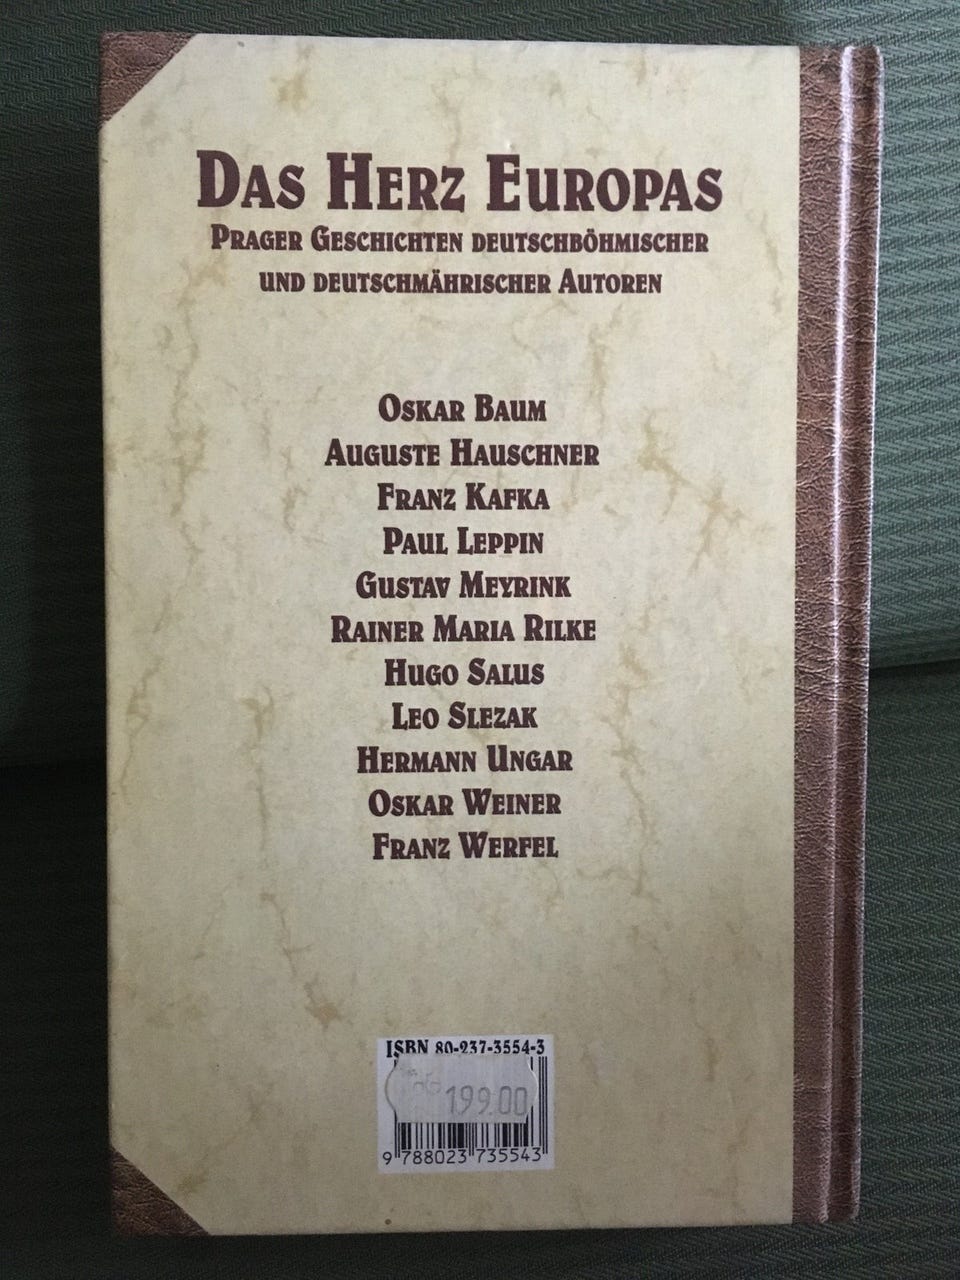 DAS HERZ EUROPAS
PRAGER GESCHICHTEN DEUTSCHBÖHMISCHER
UND DEUTSCHMÄHRISCHER AUTOREN
OSKAR BAUM
AUGUSTE HAUSCHNER
FRANZ KAFKA
PAUL LEPPIN
GUSTAV MEYRINK
RAINER MARIA RILKE
HUGO SALUS
LEO SLEZAK
HERMANN UNGAR
OSKAR WEINER
FRANZ WERFEL
ISBN 80-237-3554-3
199.00
9 788023 735543